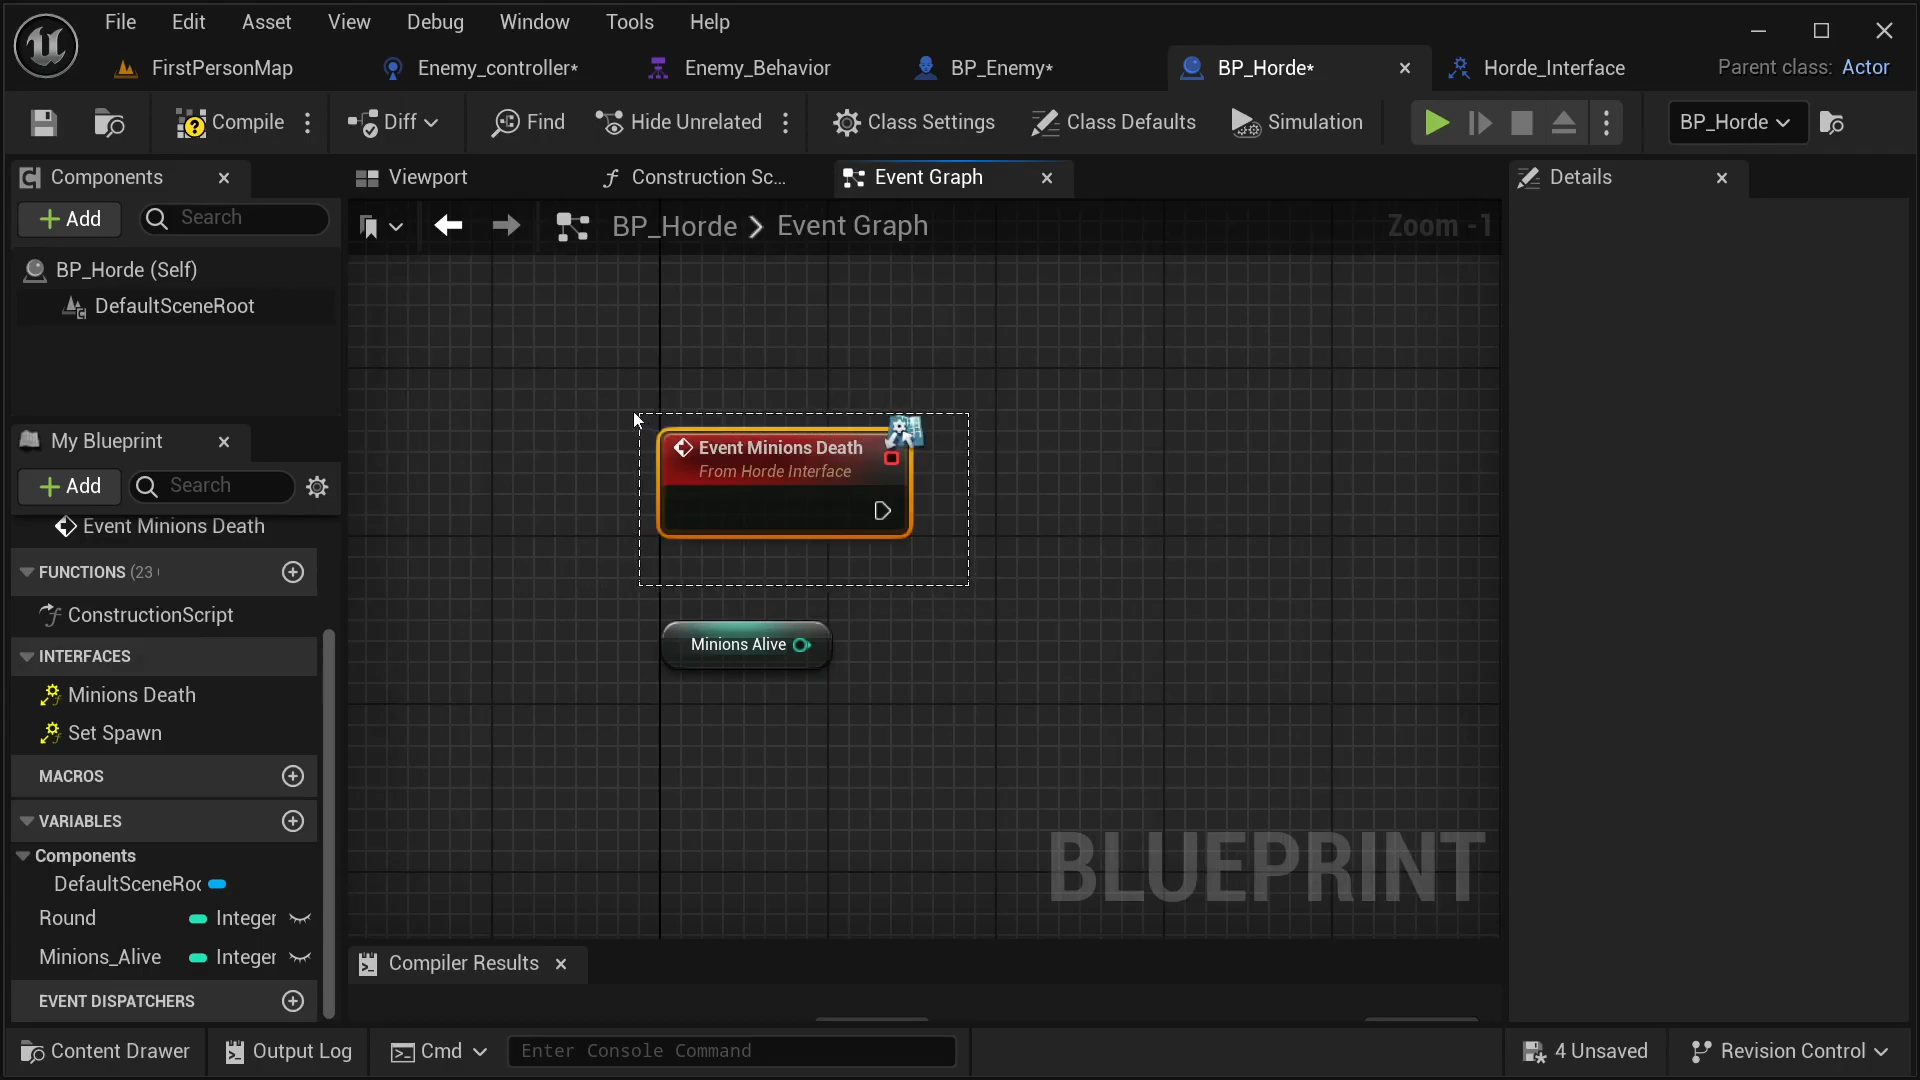 File Edit Asset View Debug Window Tools Help
FirstPersonMap Enemy_controller* Enemy_Behavior BP_Enemy* BP_Horde* Horde_Interface Parent class: Actor
Compile Diff Find Hide Unrelated Class Settings Class Defaults Simulation BP_Horde
Components Viewport Construction Sc... Event Graph Details
Add Search
BP_Horde Event Graph Zoom -1
BP_Horde (Self)
DefaultSceneRoot
My Blueprint
Add Search
Event Minions Death
FUNCTIONS (23
ConstructionScript
INTERFACES
Minions Death
Set Spawn
MACROS
VARIABLES
Components
DefaultSceneRoo
Round Integer
Minions_Alive Integer
EVENT DISPATCHERS
Event Minions Death
From Horde Interface
Minions Alive
BLUEPRINT
Compiler Results
Content Drawer Output Log Cmd Enter Console Command 4 Unsaved Revision Control